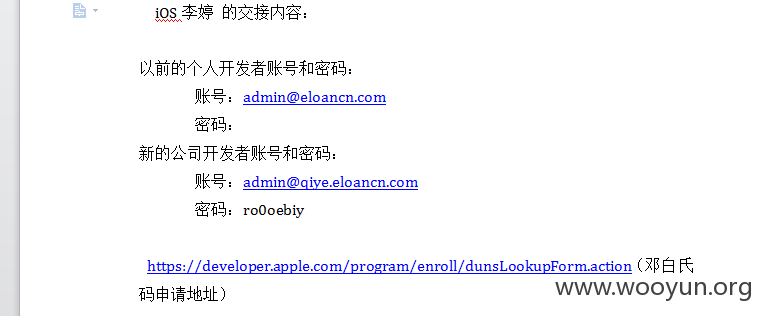 iOS 李婷 的交接内容：
以前的个人开发者账号和密码：
账号：admin@eloancn.com
密码：
新的公司开发者账号和密码：
账号：admin@qiye.eloancn.com
密码：ro0oebiy
https://developer.apple.com/program/enroll/dunsLookupForm.action（邓白氏
码申请地址）
www.wooyun.org